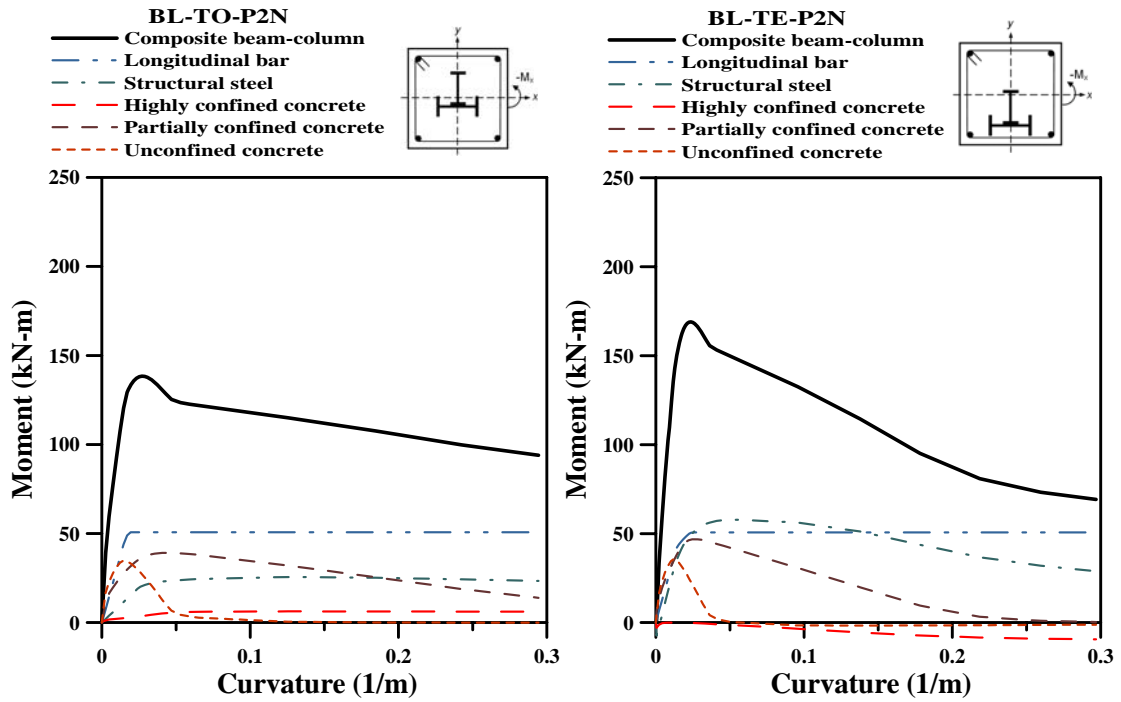 BL-TO-P2N
Composite beam-column
Longitudinal bar
Structural steel
Highly confined concrete
Partially confined concrete
Unconfined concrete
y
-Mx
x
250
200
150
100
50
0
Moment (kN-m)
0
0.1
0.2
0.3
Curvature (1/m)
BL-TE-P2N
Composite beam-column
Longitudinal bar
Structural steel
Highly confined concrete
Partially confined concrete
Unconfined concrete
y
-Mx
x
250
200
150
100
50
0
Moment (kN-m)
0
0.1
0.2
0.3
Curvature (1/m)